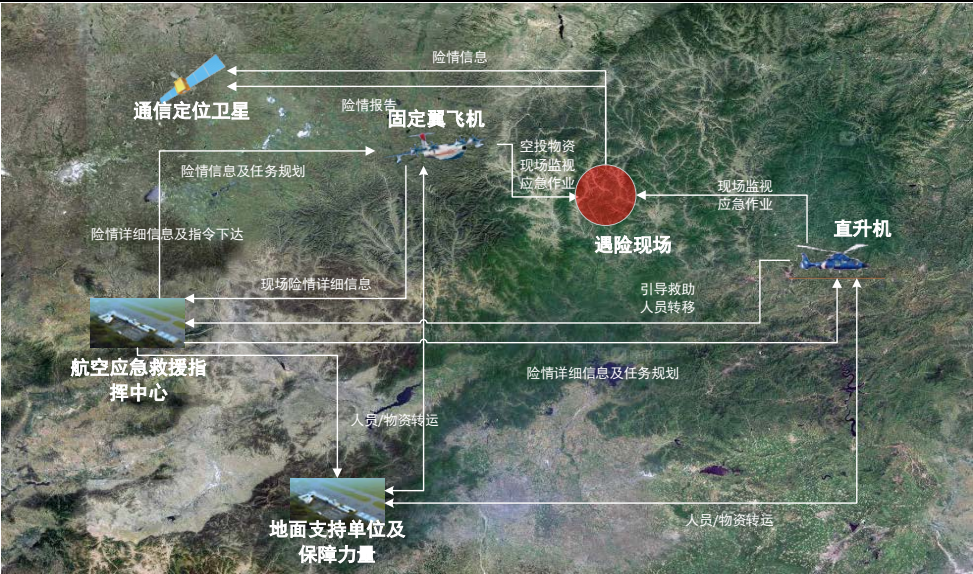 险情信息
通信定位卫星
险情报告
固定翼飞机
空投物资
现场监视
应急作业
险情信息及任务规划
现场监视
应急作业
直升机
险情详细信息及指令下达
遇险现场
现场险情详细信息
引导救助
人员转移
航空应急救援指
挥中心
险情详细信息及任务规划
人员/物资转运
地面支持单位及
保障力量
人员/物资转运